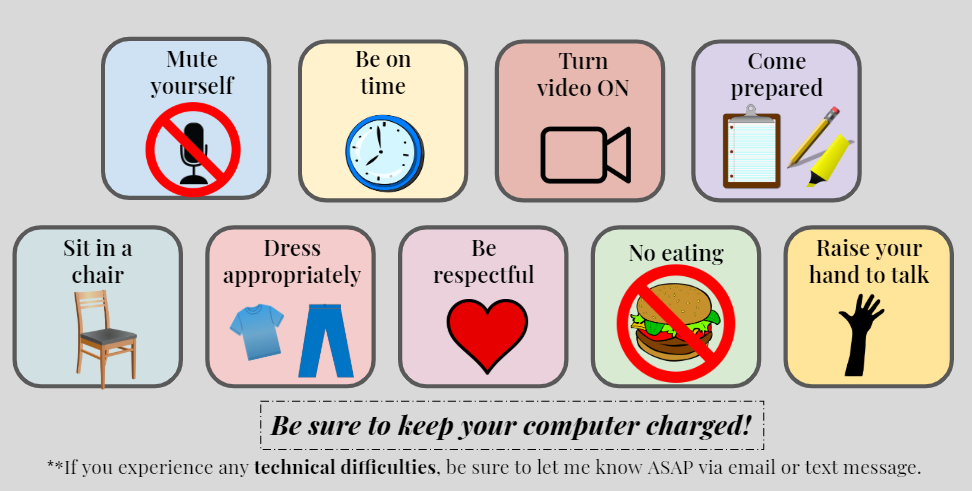 Mute
yourself
Be on
time
Turn
video ON
Come
prepared
Sit in a
chair
Dress
appropriately
Be
respectful
No eating
Raise your
hand to talk
Be sure to keep your computer charged!
**If you experience any technical difficulties, be sure to let me know ASAP via email or text message.